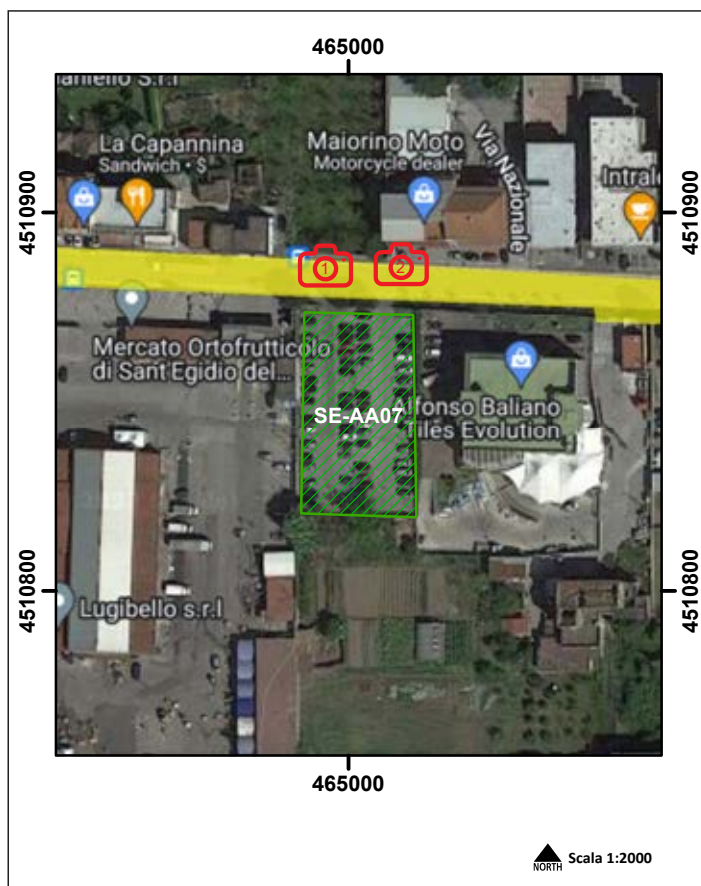 465000
aniello S.r.l
La Capannina
Sandwich • $
Maiorino Moto
Motorcycle dealer
Via Nazionale
Intral
4510900
4510900
1
2
Mercato Ortofrutticolo
di Sant'Egidio del...
SE-AA07
Alfonso Baliano
Tiles Evolution
4510800
4510800
Lugibello s.r.l
465000
NORTH
Scala 1:2000